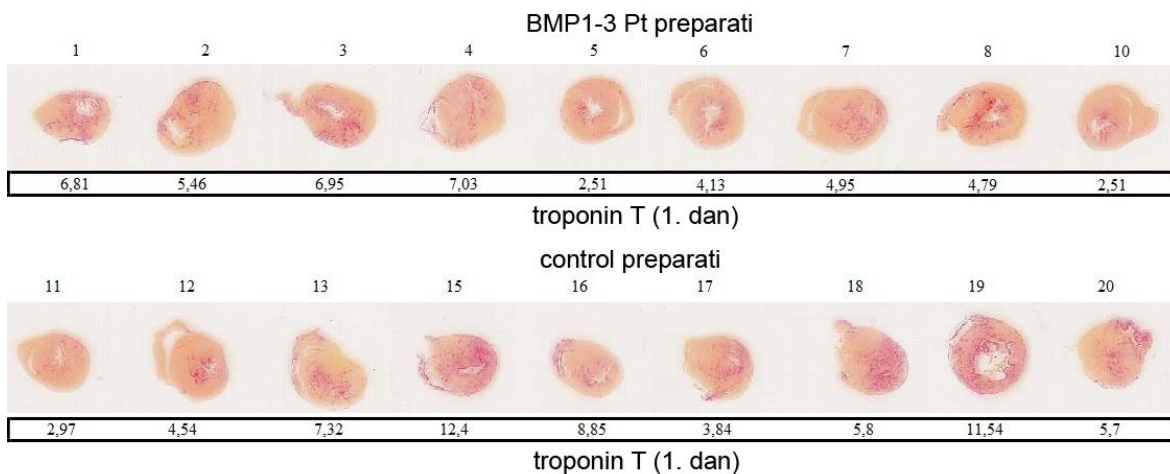 BMP1-3 Pt preparati
1 2 3 4 5 6 7 8 10
6,81 5,46 6,95 7,03 2,51 4,13 4,95 4,79 2,51
troponin T (1. dan)
control preparati
11 12 13 15 16 17 18 19 20
2,97 4,54 7,32 12,4 8,85 3,84 5,8 11,54 5,7
troponin T (1. dan)